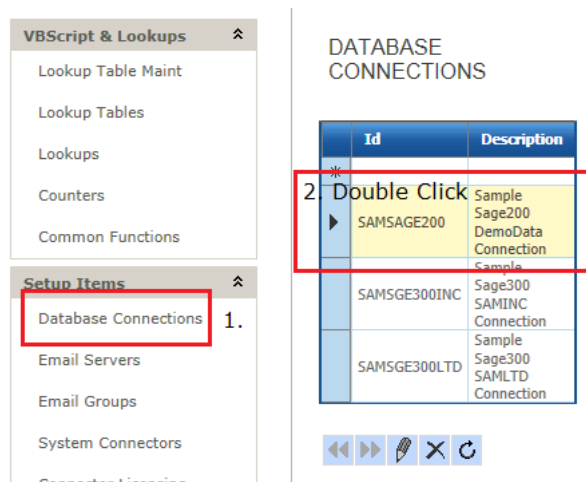 VBScript & Lookups
Lookup Table Maint
Lookup Tables
Lookups
Counters
Common Functions
Setup Items
Database Connections
1.
Email Servers
Email Groups
System Connectors
Connector Licensing
DATABASE
CONNECTIONS
Id
Description
2. Double Click
SAMSAGE200
Sample
Sage200
DemoData
Connection
SAMSGE300INC
Sample
Sage300
SAMINC
Connection
SAMSGE300LTD
Sample
Sage300
SAMLTD
Connection